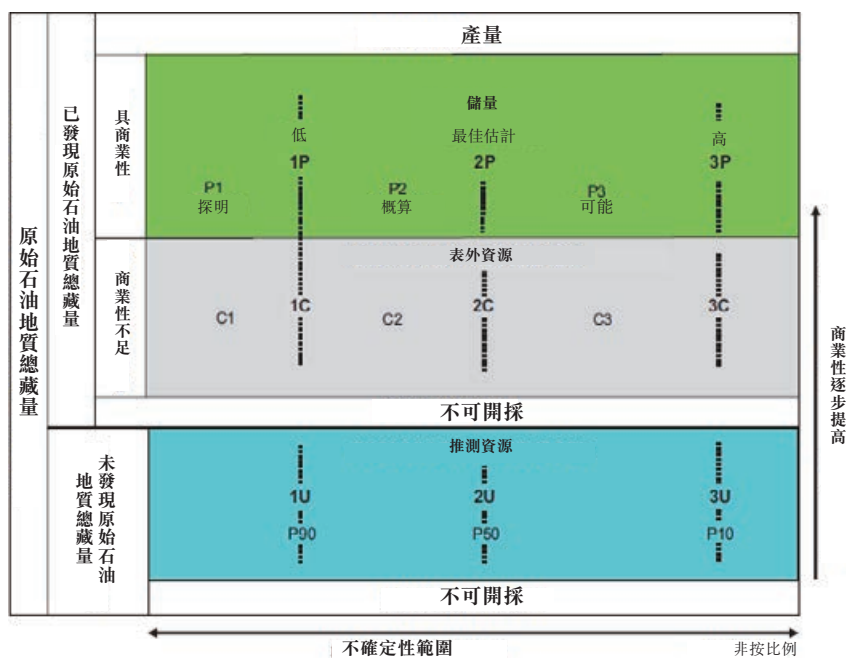 產量
原始石油地質總藏量
已發現原始石油地質總藏量
具商業性
儲量
低
最佳估計
高
1P
2P
3P
P1
探明
P2
概算
P3
可能
商業性不足
表外資源
C1
1C
C2
2C
C3
3C
不可開採
未發現原始石油
地質總藏量
推測資源
1U
2U
3U
P90
P50
P10
不可開採
商業性逐步提高
不確定性範圍
非按比例